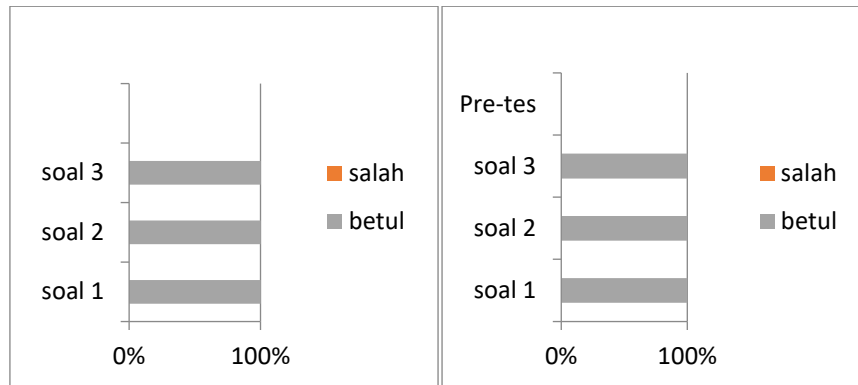 soal 3
soal 2
soal 1
0% 100%
salah
betul
Pre-tes
soal 3
soal 2
soal 1
0% 100%
salah
betul